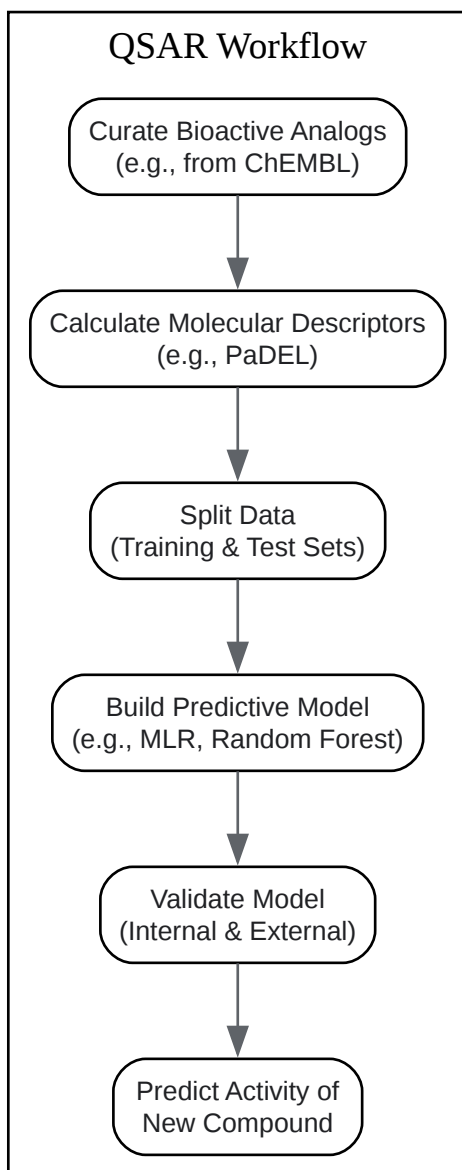 QSAR Workflow
Curate Bioactive Analogs
(e.g., from ChEMBL)
Calculate Molecular Descriptors
(e.g., PaDEL)
Split Data
(Training & Test Sets)
Build Predictive Model
(e.g., MLR, Random Forest)
Validate Model
(Internal & External)
Predict Activity of
New Compound